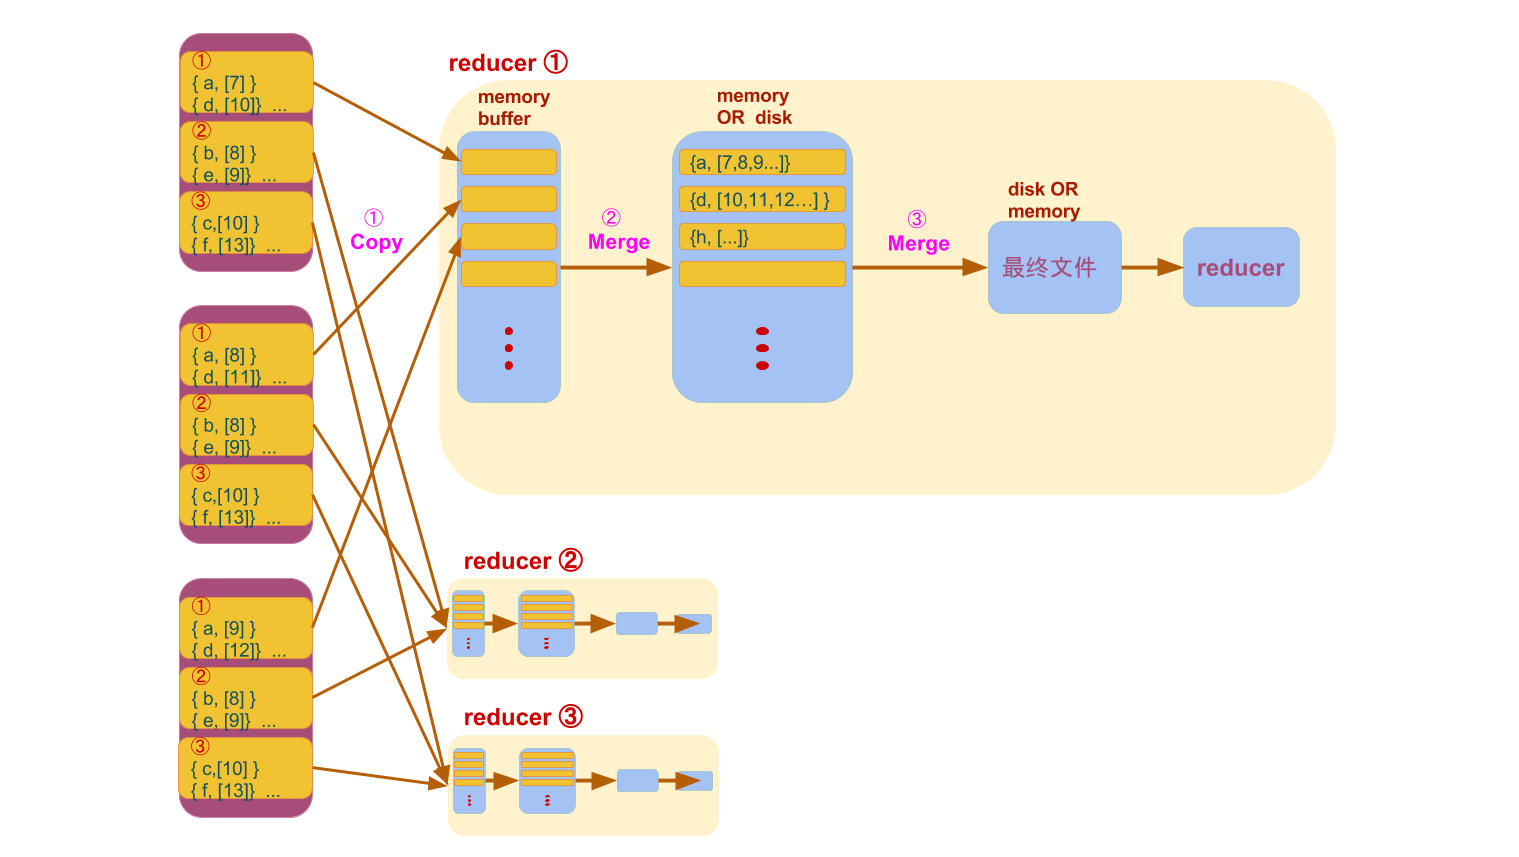 ①
{ a, [7] }
{ d, [10]} ...
②
{ b, [8] }
{ e, [9]} ...
③
{ c,[10] }
{ f, [13]} ...
①
{ a, [8] }
{ d, [11]} ...
②
{ b, [8] }
{ e, [9]} ...
③
{ c,[10] }
{ f, [13]} ...
①
{ a, [9] }
{ d, [12]} ...
②
{ b, [8] }
{ e, [9]} ...
③
{ c,[10] }
{ f, [13]} ...
①
Copy
reducer ①
memory
buffer
②
Merge
memory
OR disk
{a, [7,8,9...]}
{d, [10,11,12…] }
{h, [...]}
③
Merge
disk OR
memory
最终文件
reducer
reducer ②
reducer ③